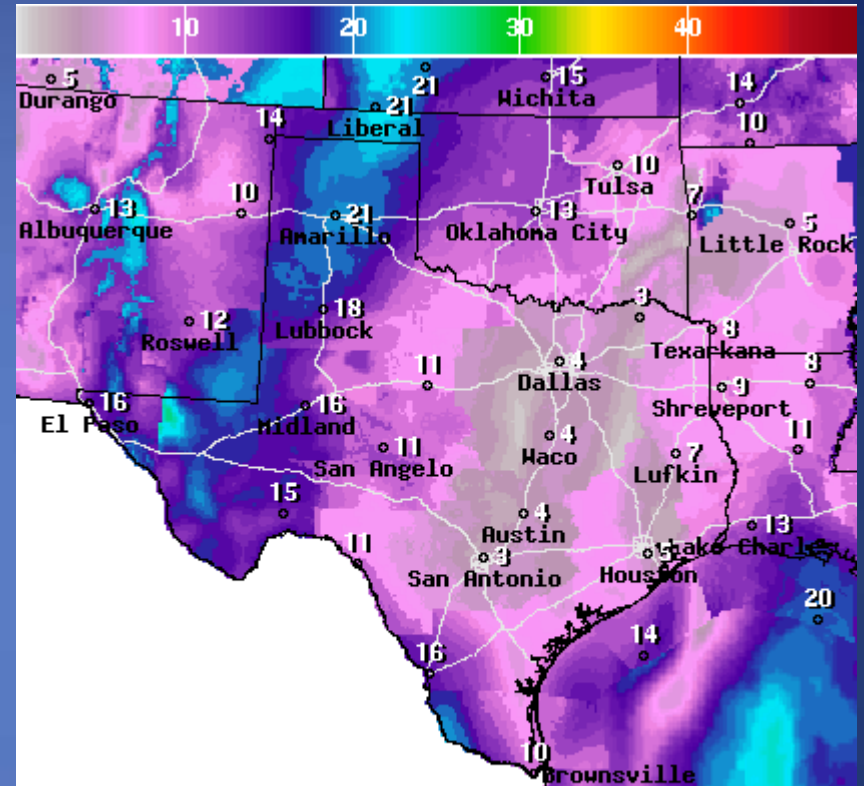 10 20 30 40
21
5 15
Durango Wichita 14
14 21
Liberal 10
10
Tulsa
13 10 21 13 7 5
Albuquerque Amarillo Oklahoma City Little Rock
12 18 3
Roswell Lubbock 8
Texarkana
11 4 8
Dallas 9
16 16 Shreveport
El Paso Midland 4
11 Waco 7 11
San Angelo Lufkin
15 4 13
Austin Lake Charles
11 3 5
San Antonio Houston
20
16 14
10
Brownsville